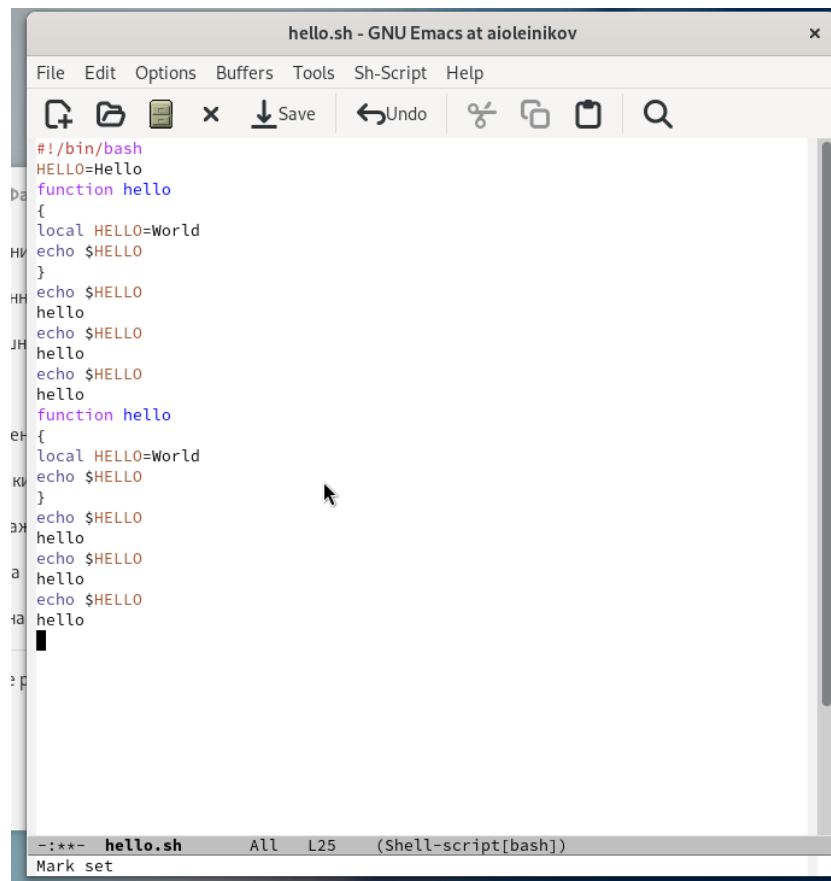 hello.sh - GNU Emacs at aioleinikov
File Edit Options Buffers Tools Sh-Script Help
Save Undo
#!/bin/bash
HELLO=Hello
function hello
{
local HELLO=World
echo $HELLO
}
echo $HELLO
hello
echo $HELLO
hello
echo $HELLO
hello
function hello
{
local HELLO=World
echo $HELLO
}
echo $HELLO
hello
echo $HELLO
hello
echo $HELLO
hello
-:**- hello.sh All L25 (Shell-script[bash])
Mark set